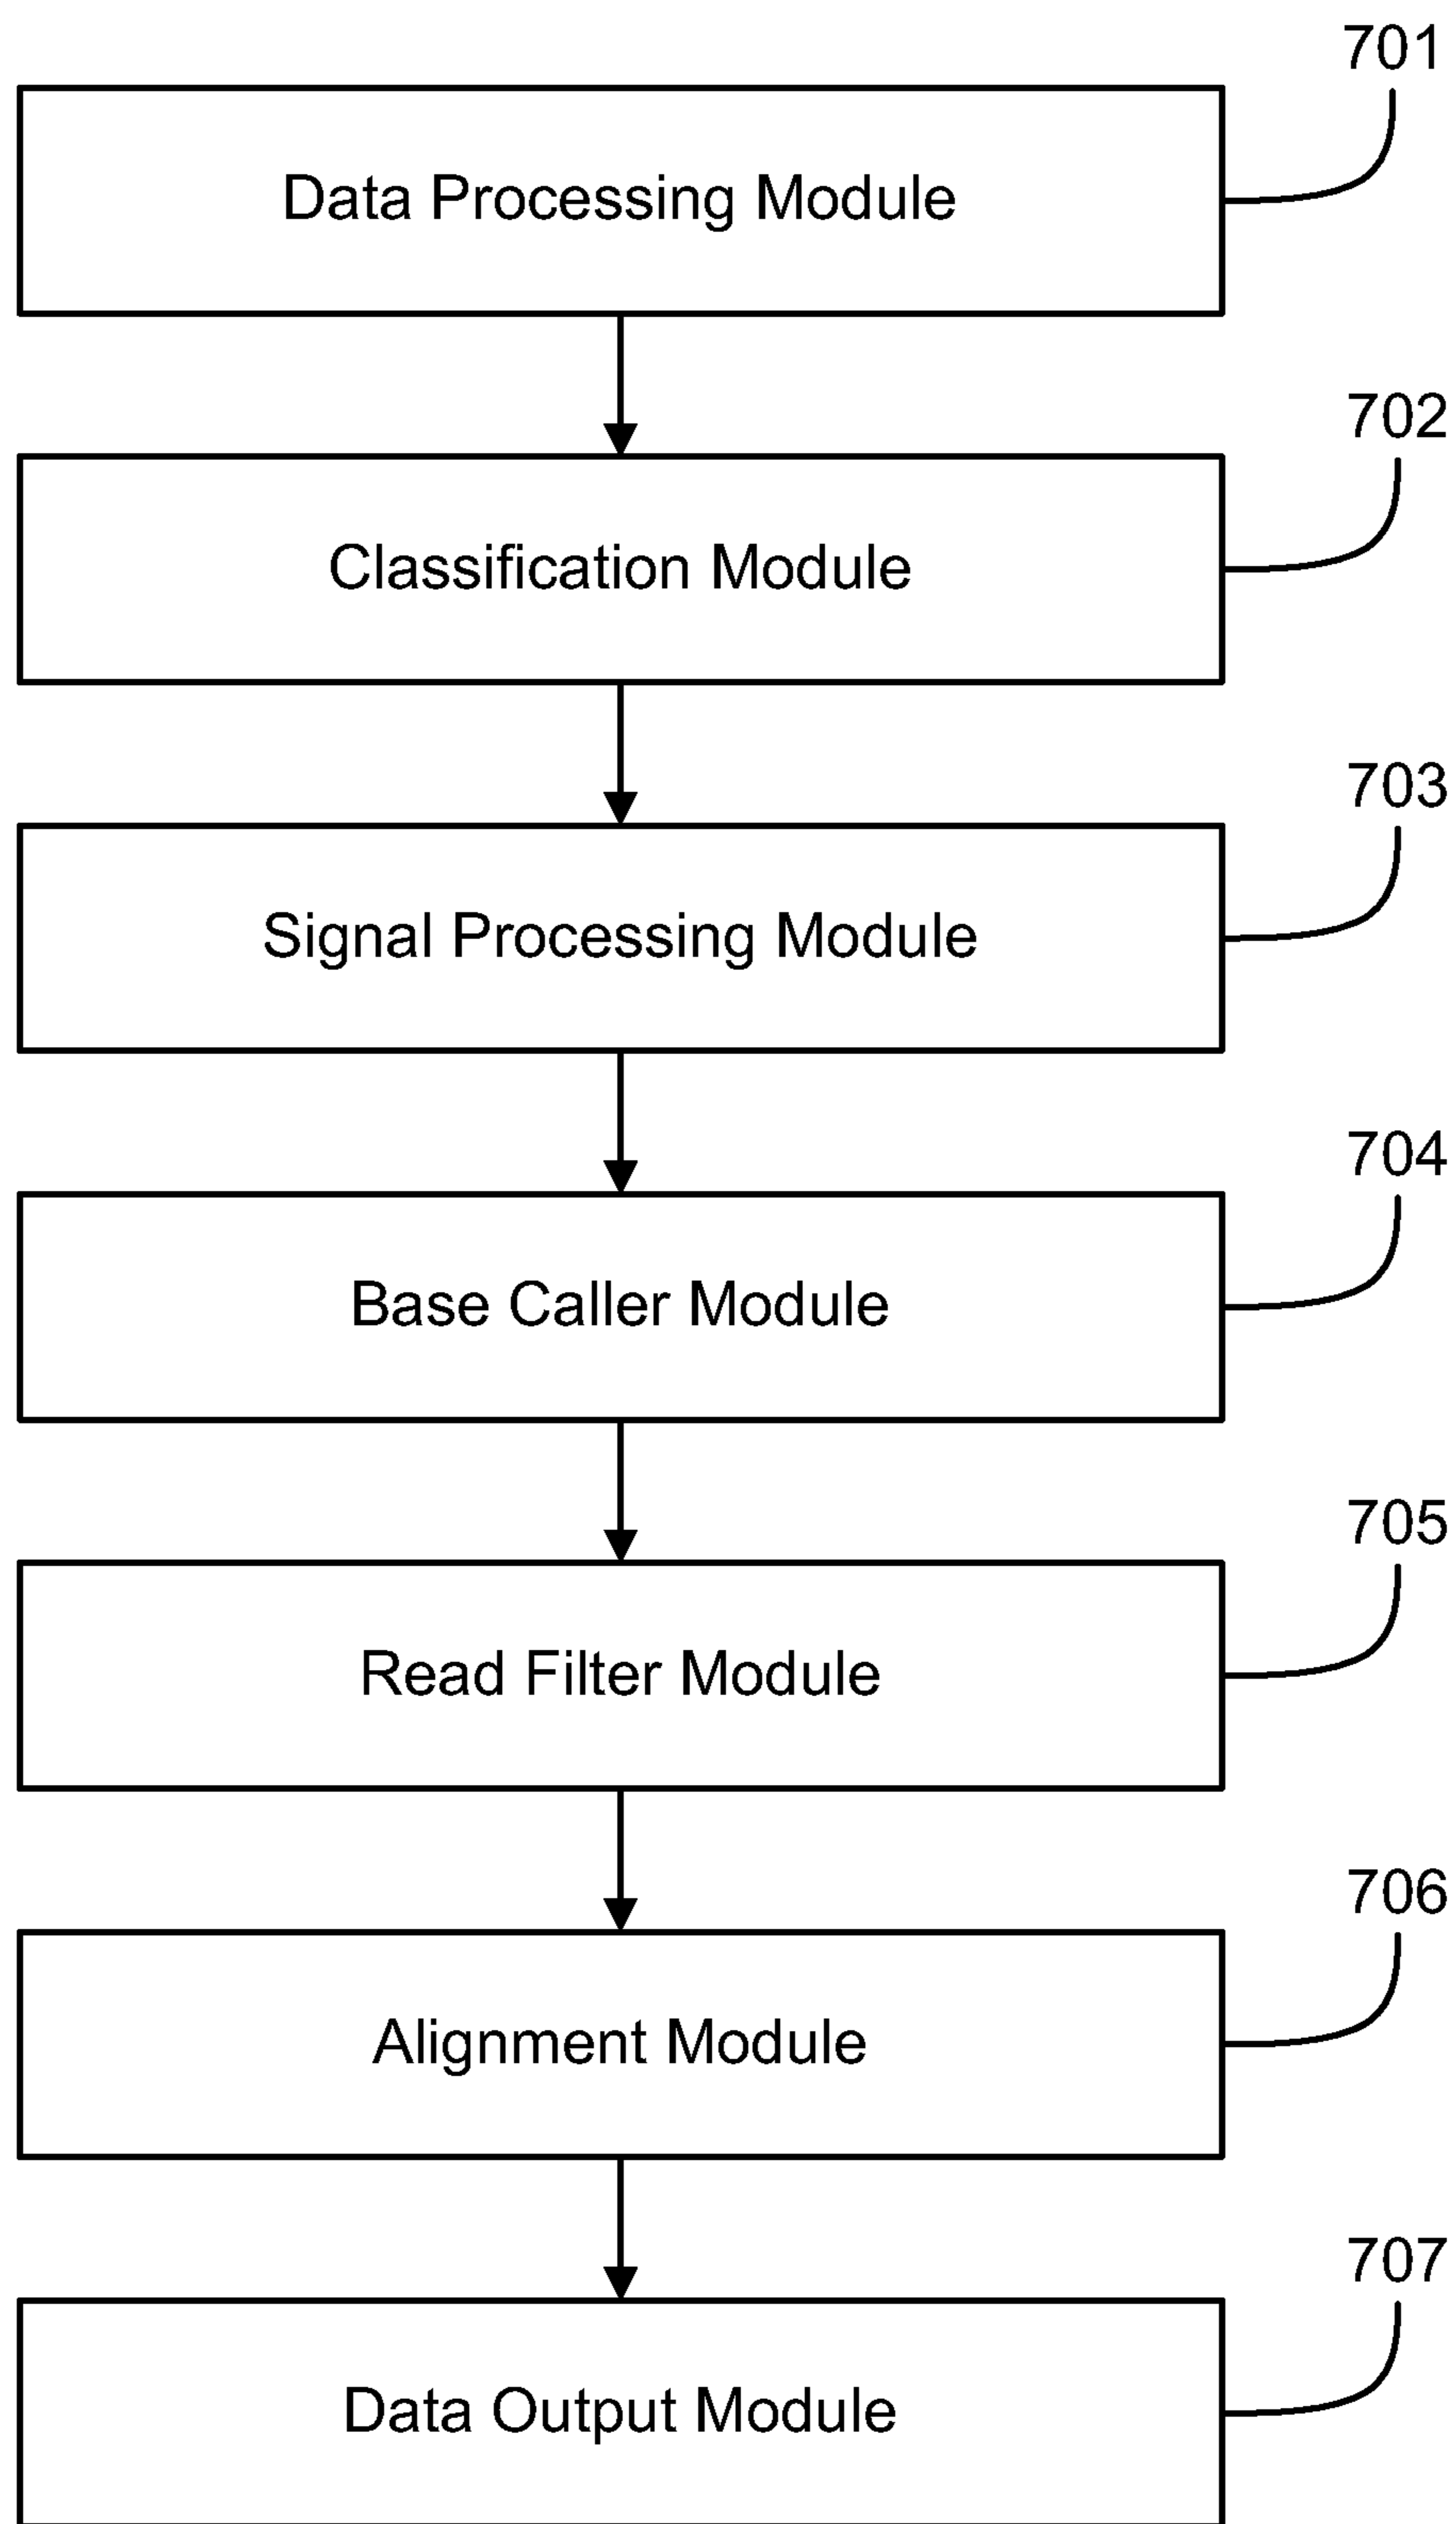 701
Data Processing Module
702
Classification Module
703
Signal Processing Module
704
Base Caller Module
705
Read Filter Module
706
Alignment Module
707
Data Output Module